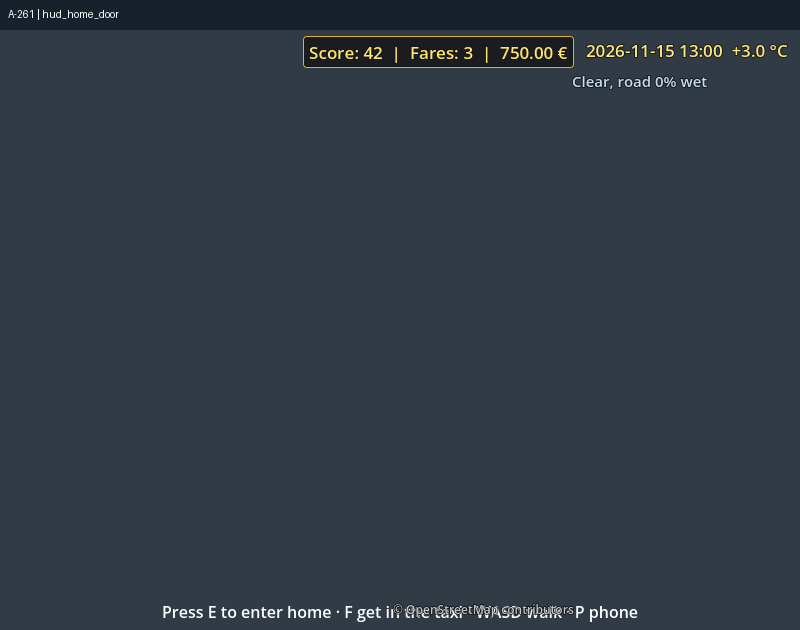 A-261 | hud_home_door
Score: 42 | Fares: 3 | 750.00 €
2026-11-15 13:00 +3.0 °C
Clear, road 0% wet
Press E to enter home · F get in the taxi · WASD walk · P phone
© OpenStreetMap contributors